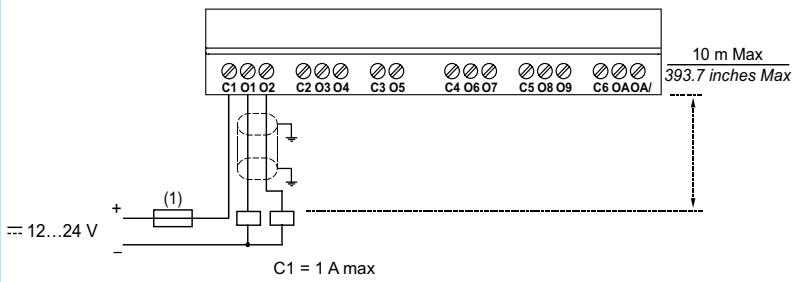 10 m Max
393.7 inches Max
C1 O1 O2 C2 O3 O4 C3 O5 C4 O6 O7 C5 O8 O9 C6 OA OA/
(1)
+
⎓ 12...24 V
–
C1 = 1 A max